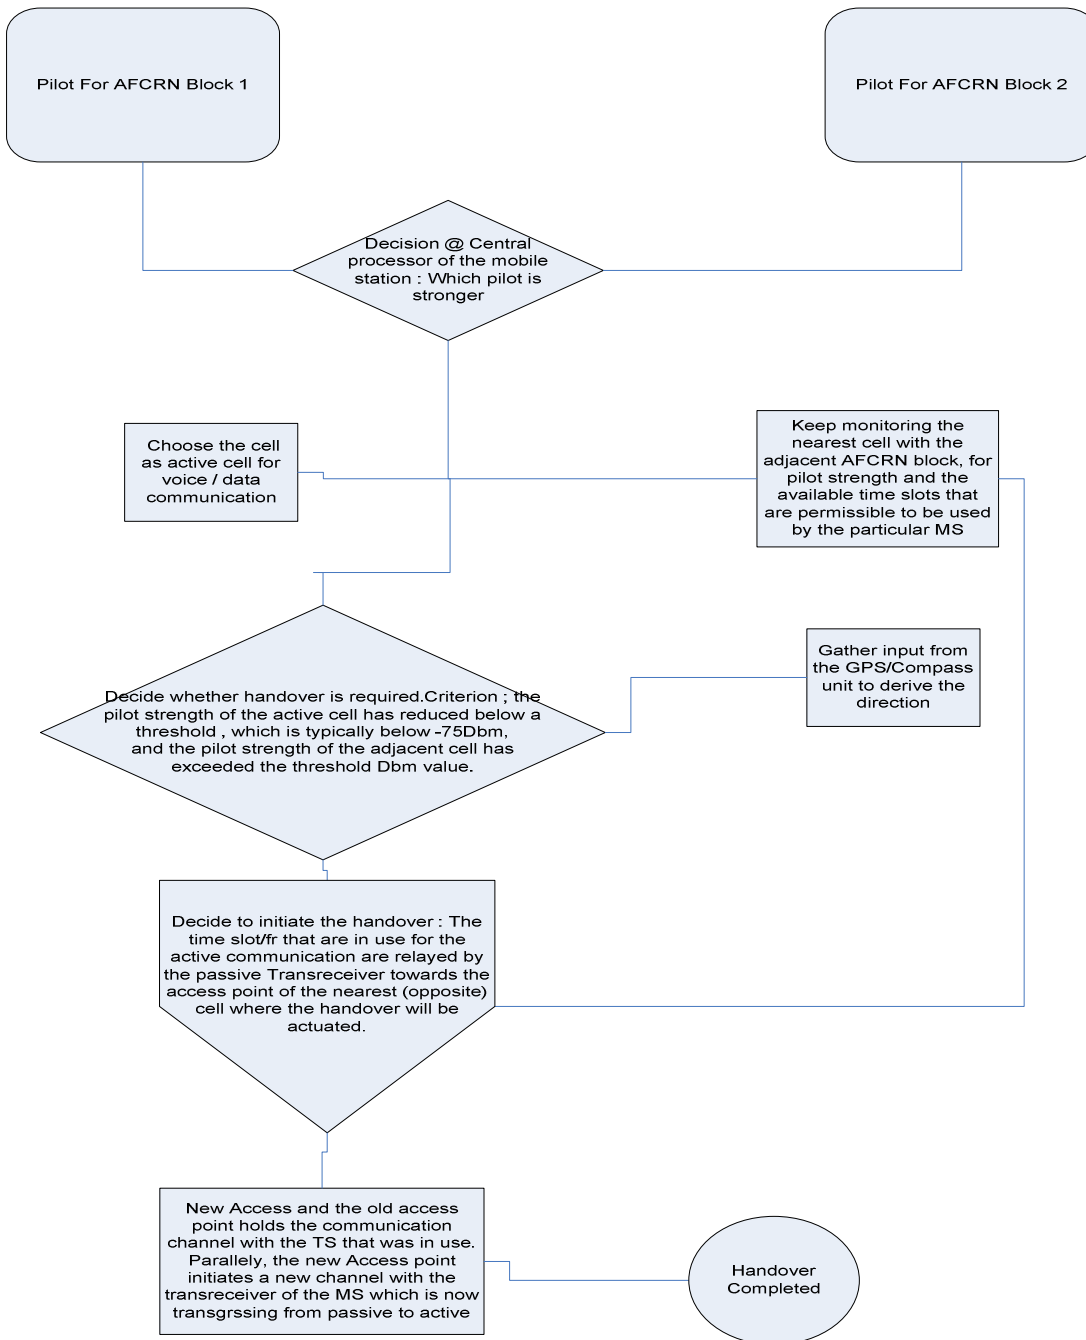 Pilot For AFCRN Block 1
Pilot For AFCRN Block 2
Decision @ Central
processor of the mobile
station : Which pilot is
stronger
Choose the cell
as active cell for
voice / data
communication
Keep monitoring the
nearest cell with the
adjacent AFCRN block, for
pilot strength and the
available time slots that
are permissible to be used
by the particular MS
Gather input from
the GPS/Compass
unit to derive the
direction
Decide whether handover is required.Criterion ; the
pilot strength of the active cell has reduced below a
threshold , which is typically below -75Dbm,
and the pilot strength of the adjacent cell has
exceeded the threshold Dbm value.
Decide to initiate the handover : The
time slot/fr that are in use for the
active communication are relayed by
the passive Transreceiver towards the
access point of the nearest (opposite)
cell where the handover will be
actuated.
New Access and the old access
point holds the communication
channel with the TS that was in use.
Parallely, the new Access point
initiates a new channel with the
transreceiver of the MS which is now
transgrssing from passive to active
Handover
Completed